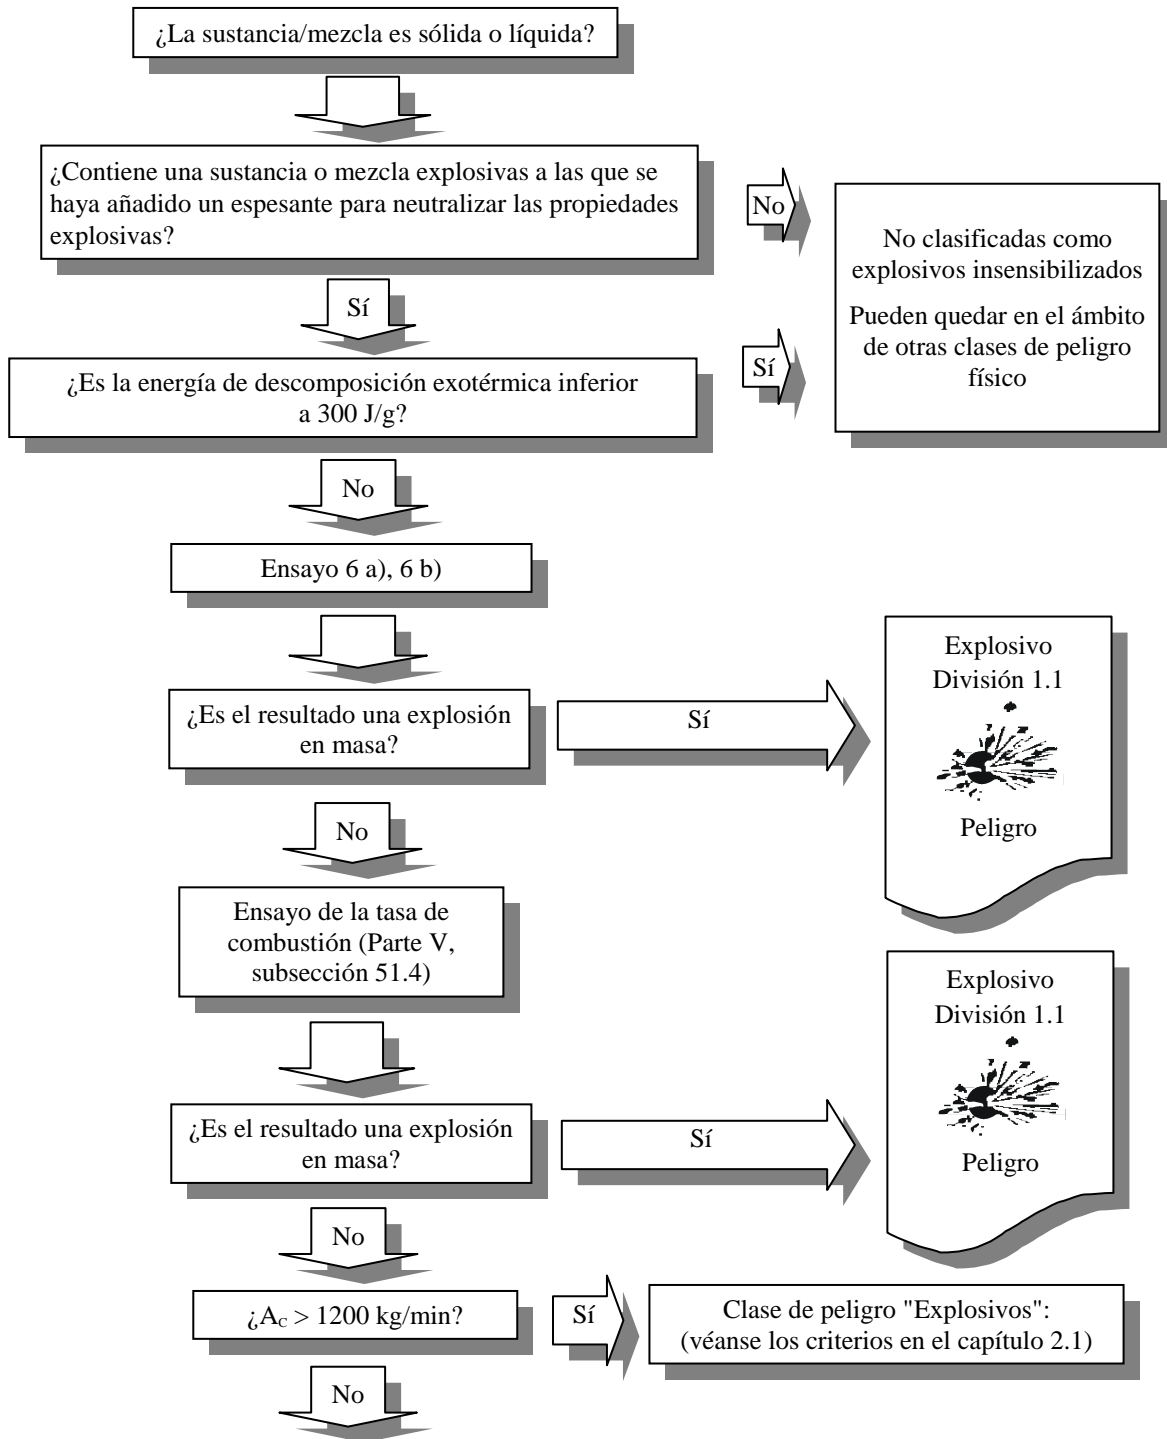 ¿La sustancia/mezcla es sólida o líquida?
¿Contiene una sustancia o mezcla explosivas a las que se
haya añadido un espesante para neutralizar las propiedades
explosivas?
No
No clasificadas como
explosivos insensibilizados
Pueden quedar en el ámbito
de otras clases de peligro
físico
Sí
¿Es la energía de descomposición exotérmica inferior
a 300 J/g?
Sí
No
Ensayo 6 a), 6 b)
¿Es el resultado una explosión
en masa?
Sí
Explosivo
División 1.1
Peligro
No
Ensayo de la tasa de
combustión (Parte V,
subsección 51.4)
¿Es el resultado una explosión
en masa?
Sí
Explosivo
División 1.1
Peligro
No
¿A_C > 1200 kg/min?
Sí
Clase de peligro "Explosivos":
(véanse los criterios en el capítulo 2.1)
No